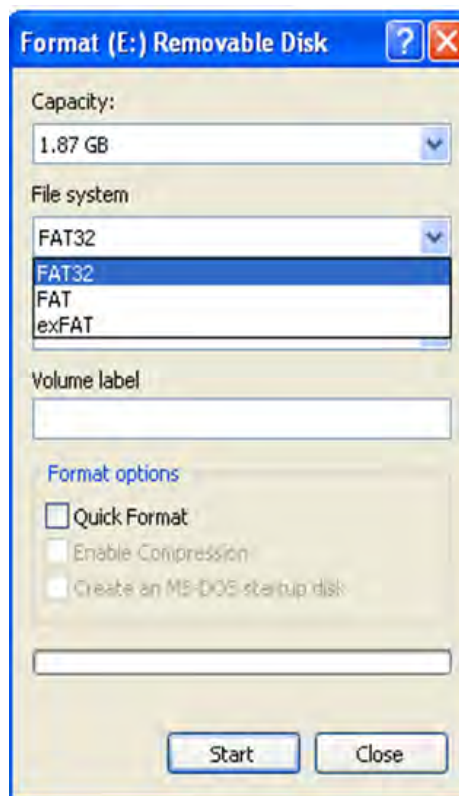 Format (E:) Removable Disk ?
Capacity:
1.87 GB
File system
FAT32
FAT32
FAT
exFAT
Volume label
Format options
Quick Format
Enable Compression
Create an MS-DOS startup disk
Start Close